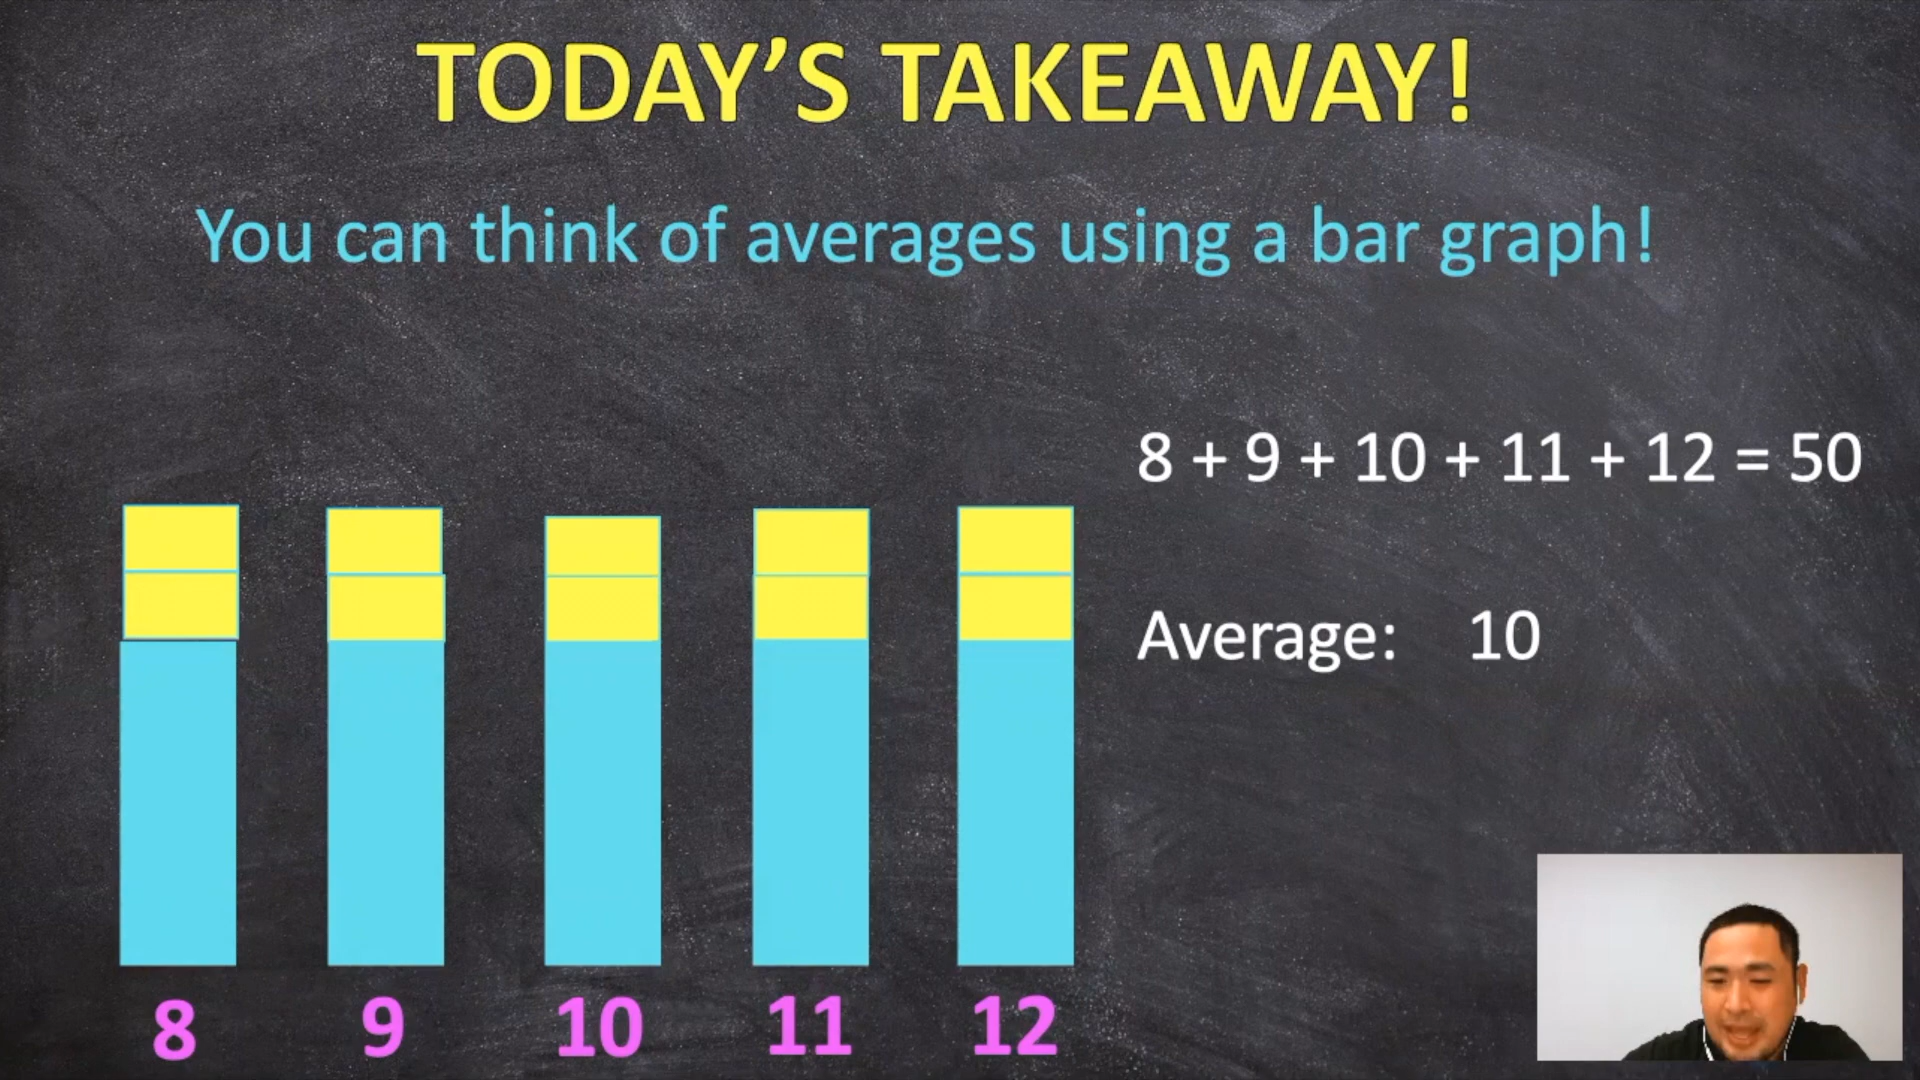 TODAY'S TAKEAWAY!
You can think of averages using a bar graph!
8 + 9 + 10 + 11 + 12 = 50
Average: 10
8 9 10 11 12